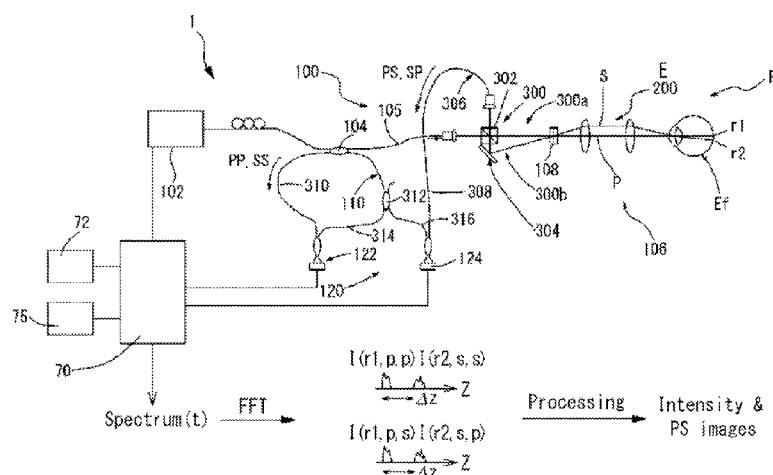 1
100
PS, SP
306
302
300
300a
S
E
200
P
105
104
r1
r2
102
PP, SS
310
110
312
308
108
P
300b
304
Ef
106
314
316
72
122
124
120
75
70
I(r1,p,p) I(r2,s,s)
Z
ΔZ
Spectrum(t) FFT Processing Intensity & PS images
I(r1,p,s) I(r2,s,p)
Z
ΔZ